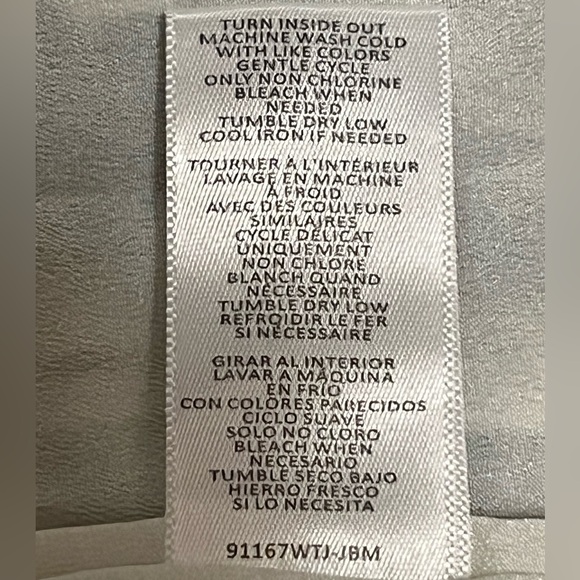 TURN INSIDE OUT
MACHINE WASH COLD
WITH LIKE COLORS
GENTLE CYCLE
ONLY NON CHLORINE
BLEACH WHEN
NEEDED
TUMBLE DRY LOW
COOL IRON IF NEEDED
TOURNER À L'INTÉRIEUR
LAVAGE EN MACHINE
À FROID
AVEC DES COULEURS
SIMILAIRES
CYCLE DÉLICAT
UNIQUEMENT
NON CHLORE
BLANCH QUAND
NÉCESSAIRE
TUMBLE DRY LOW
REFROIDIR LE FER
SI NÉCESSAIRE
GIRAR AL INTERIOR
LAVAR A MÁQUINA
EN FRÍO
CON COLORES PARECIDOS
CICLO SUAVE
SOLO NO CLORO
BLEACH WHEN
NECESARIO
TUMBLE SECO BAJO
HIERRO FRESCO
SI LO NECESITA
91167WTJ-JBM